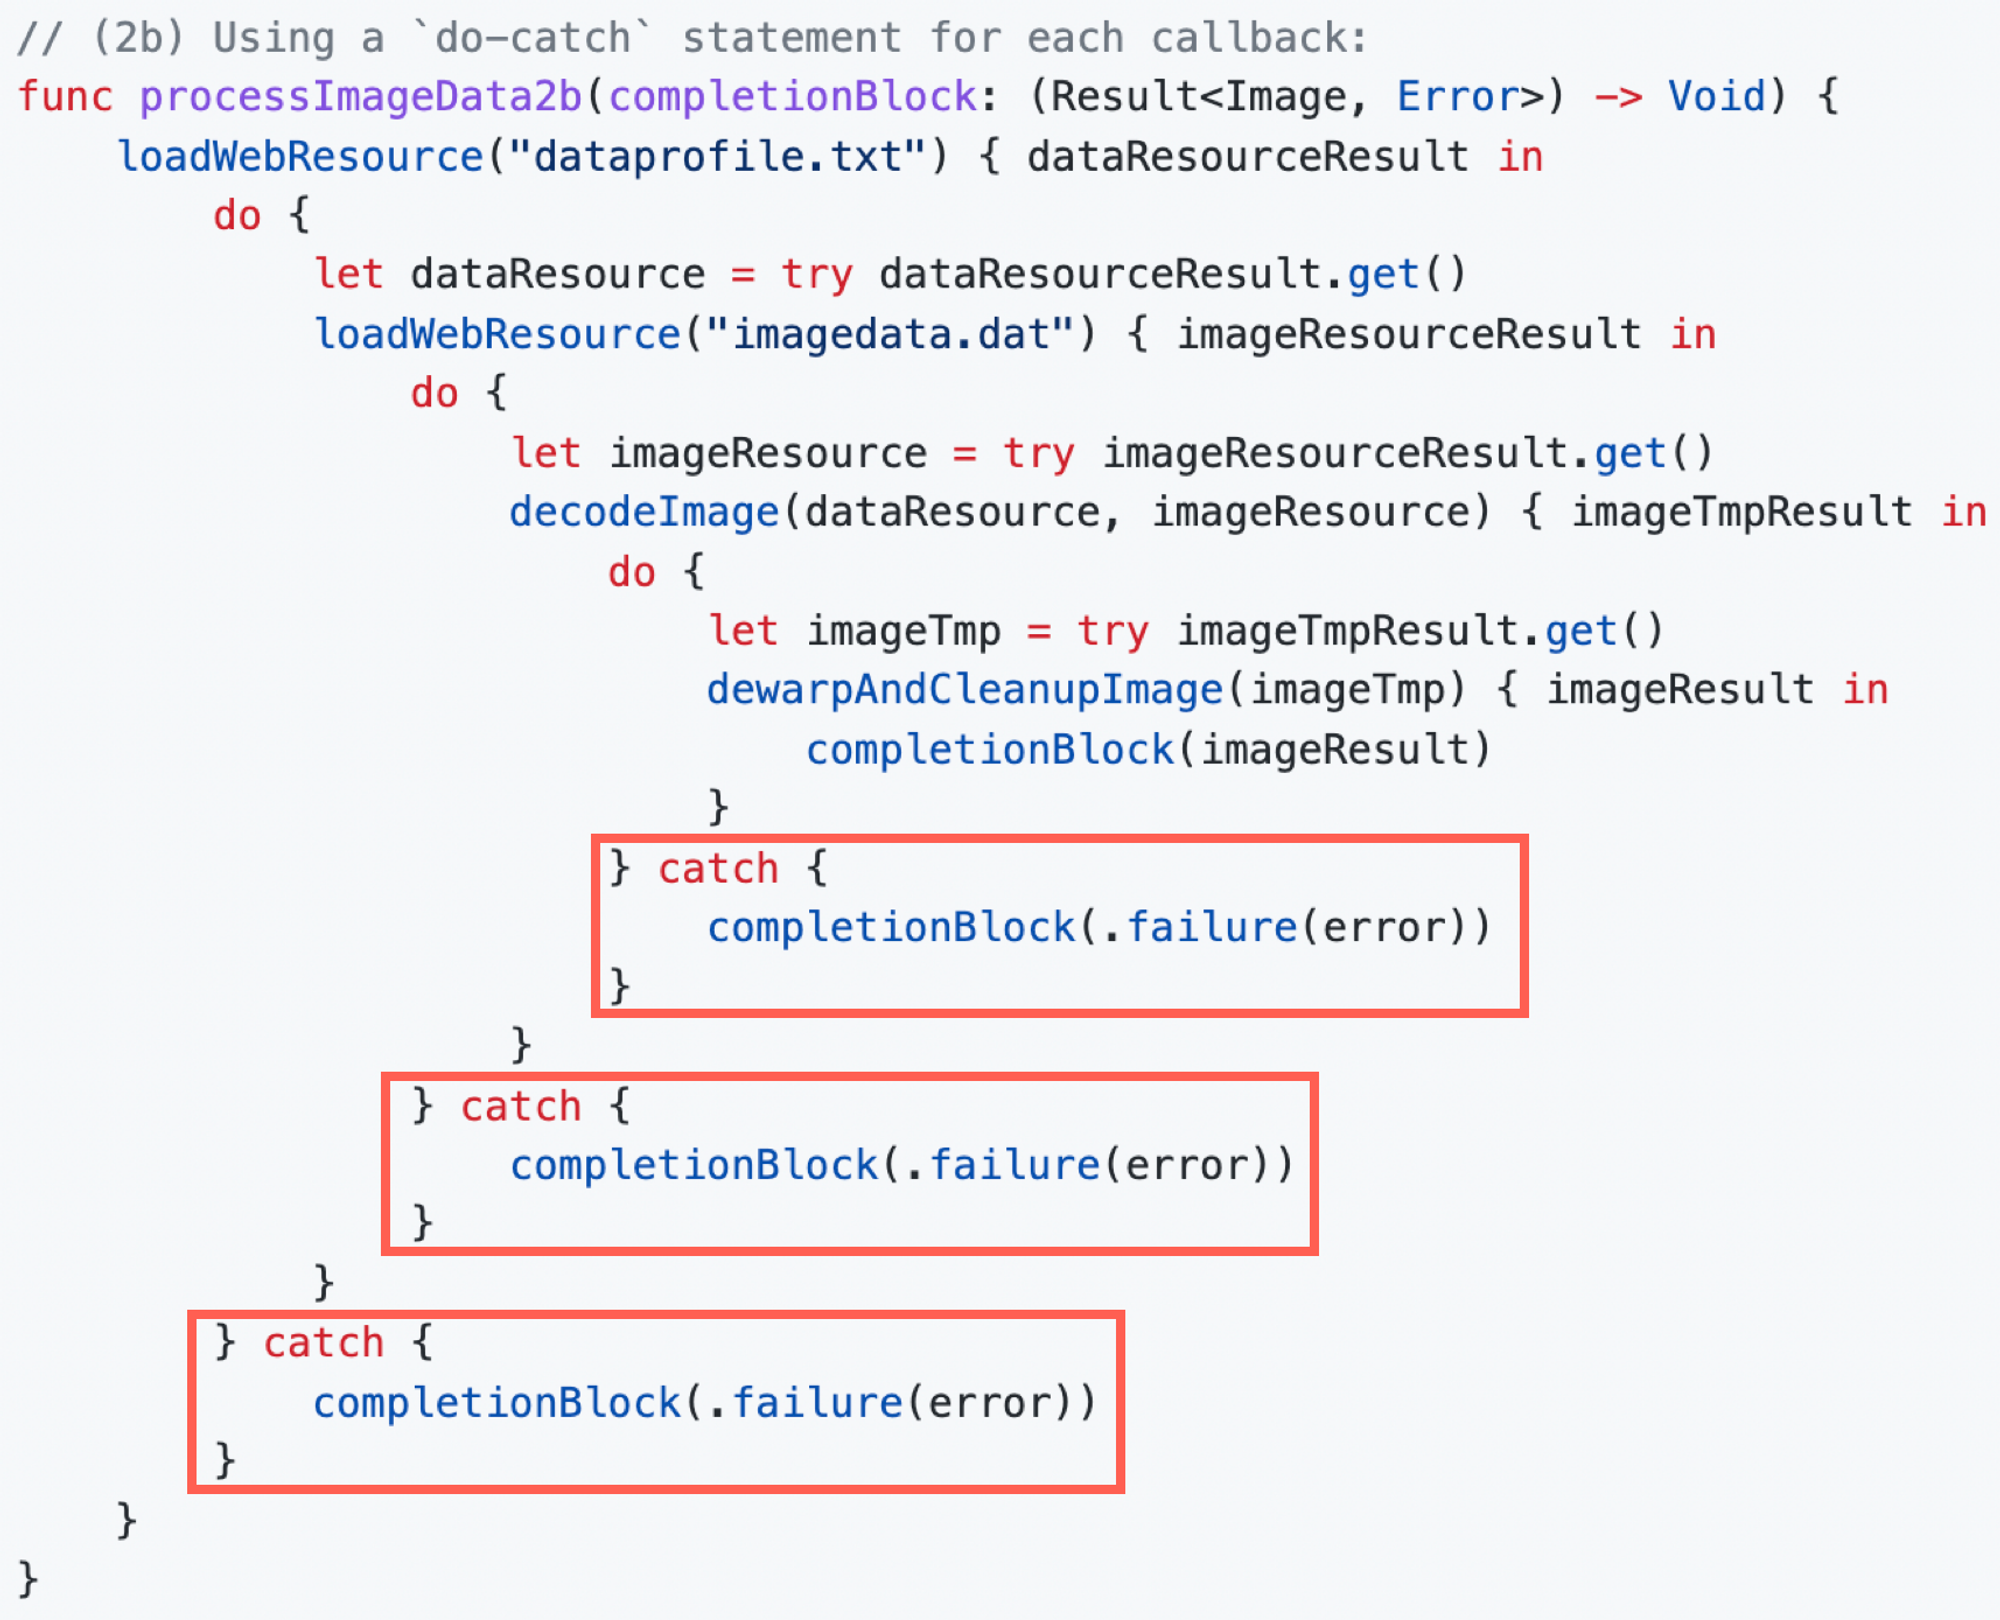 // (2b) Using a `do-catch` statement for each callback:
func processImageData2b(completionBlock: (Result<Image, Error>) -> Void) {
    loadWebResource("dataprofile.txt") { dataResourceResult in
        do {
            let dataResource = try dataResourceResult.get()
            loadWebResource("imagedata.dat") { imageResourceResult in
                do {
                    let imageResource = try imageResourceResult.get()
                    decodeImage(dataResource, imageResource) { imageTmpResult in
                        do {
                            let imageTmp = try imageTmpResult.get()
                            dewarpAndCleanupImage(imageTmp) { imageResult in
                                completionBlock(imageResult)
                            }
                        } catch {
                            completionBlock(.failure(error))
                        }
                    }
                } catch {
                    completionBlock(.failure(error))
                }
            }
        } catch {
            completionBlock(.failure(error))
        }
    }
}